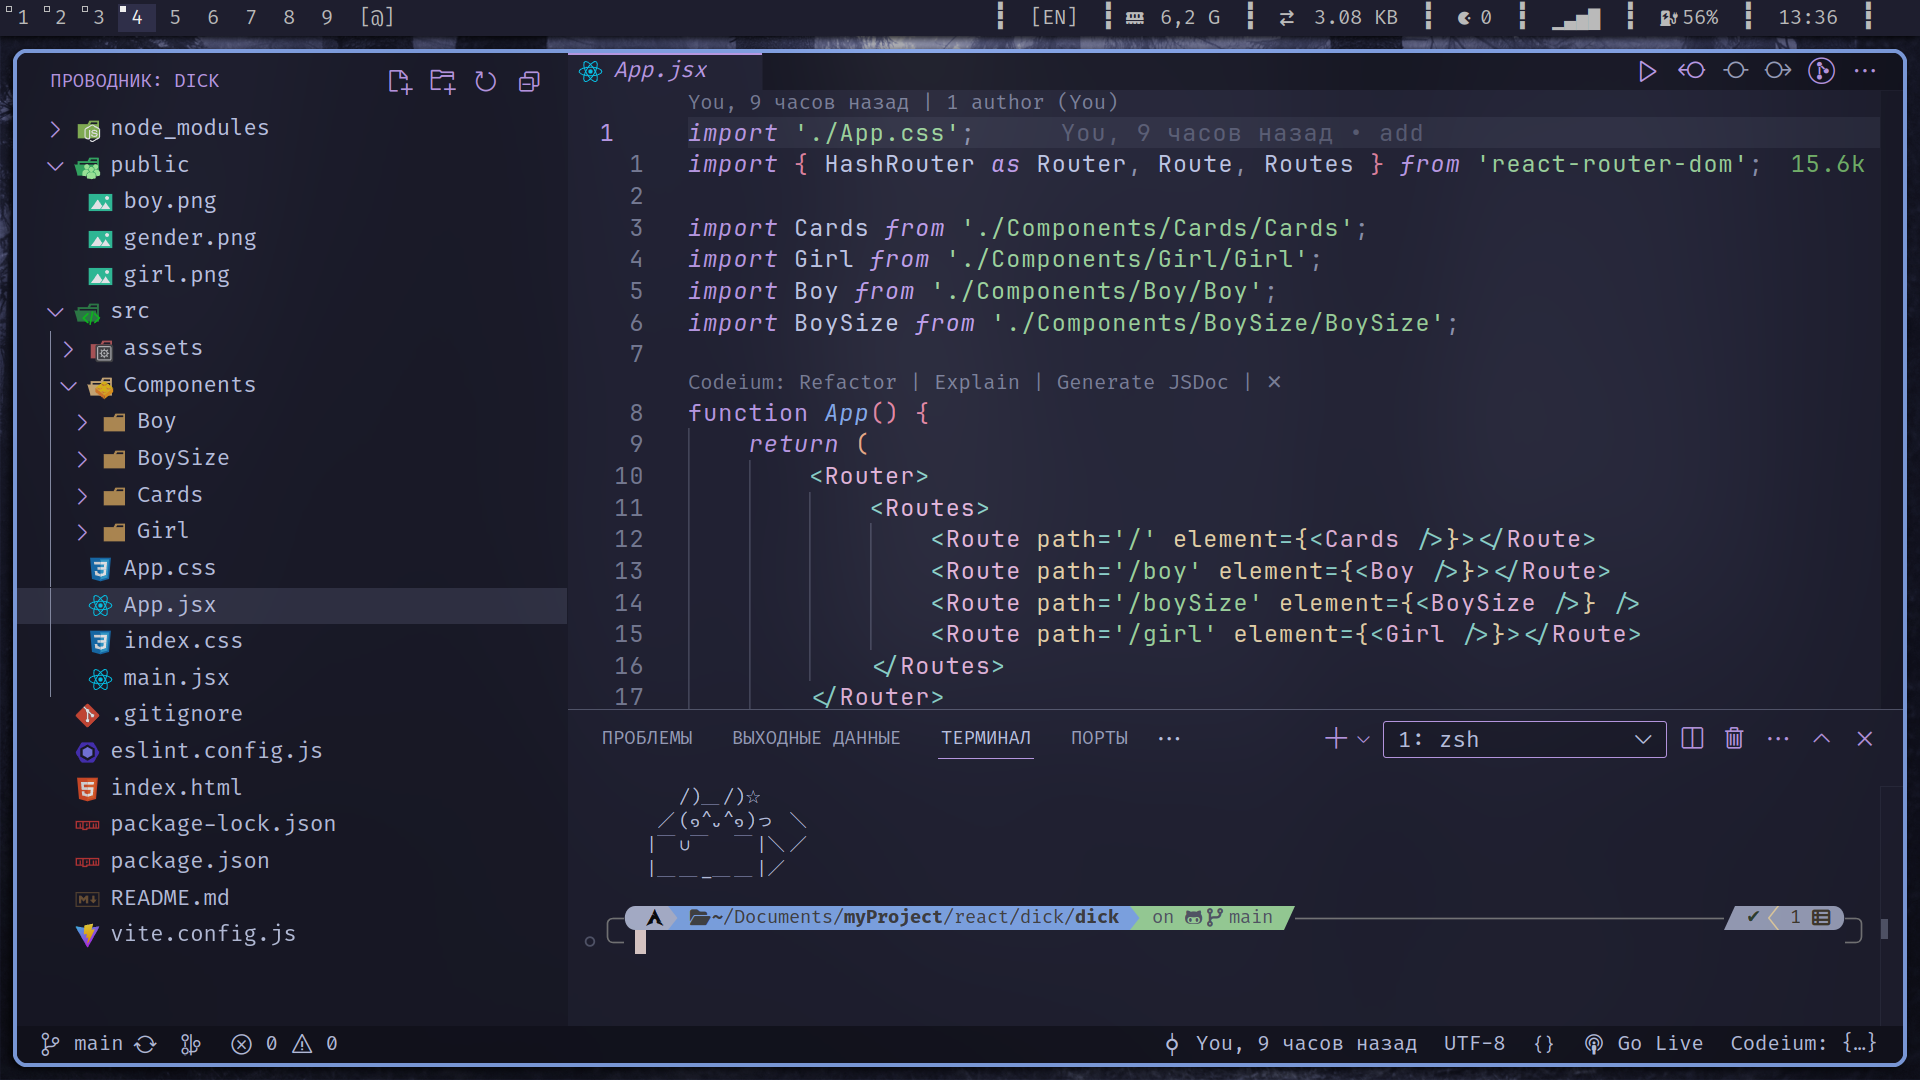 1 2 3 4 5 6 7 8 9 [@] [EN] 6,2 G 3.08 KB 0 56% 13:36
ПРОВОДНИК: DICK
node_modules
public
boy.png
gender.png
girl.png
src
assets
Components
Boy
BoySize
Cards
Girl
App.css
App.jsx
index.css
main.jsx
.gitignore
eslint.config.js
index.html
package-lock.json
package.json
README.md
vite.config.js
App.jsx
You, 9 часов назад | 1 author (You)
1 import './App.css'; You, 9 часов назад • add
1 import { HashRouter as Router, Route, Routes } from 'react-router-dom'; 15.6k
2
3 import Cards from './Components/Cards/Cards';
4 import Girl from './Components/Girl/Girl';
5 import Boy from './Components/Boy/Boy';
6 import BoySize from './Components/BoySize/BoySize';
7
Codeium: Refactor | Explain | Generate JSDoc | ✕
8 function App() {
9 return (
10 <Router>
11 <Routes>
12 <Route path='/' element={<Cards />}></Route>
13 <Route path='/boy' element={<Boy />}></Route>
14 <Route path='/boySize' element={<BoySize />} />
15 <Route path='/girl' element={<Girl />}></Route>
16 </Routes>
17 </Router>
ПРОБЛЕМЫ ВЫХОДНЫЕ ДАННЫЕ ТЕРМИНАЛ ПОРТЫ ··· 1: zsh
~/Documents/myProject/react/dick/dick on main ✔ 1
main 0 0 You, 9 часов назад UTF-8 {} Go Live Codeium: {…}